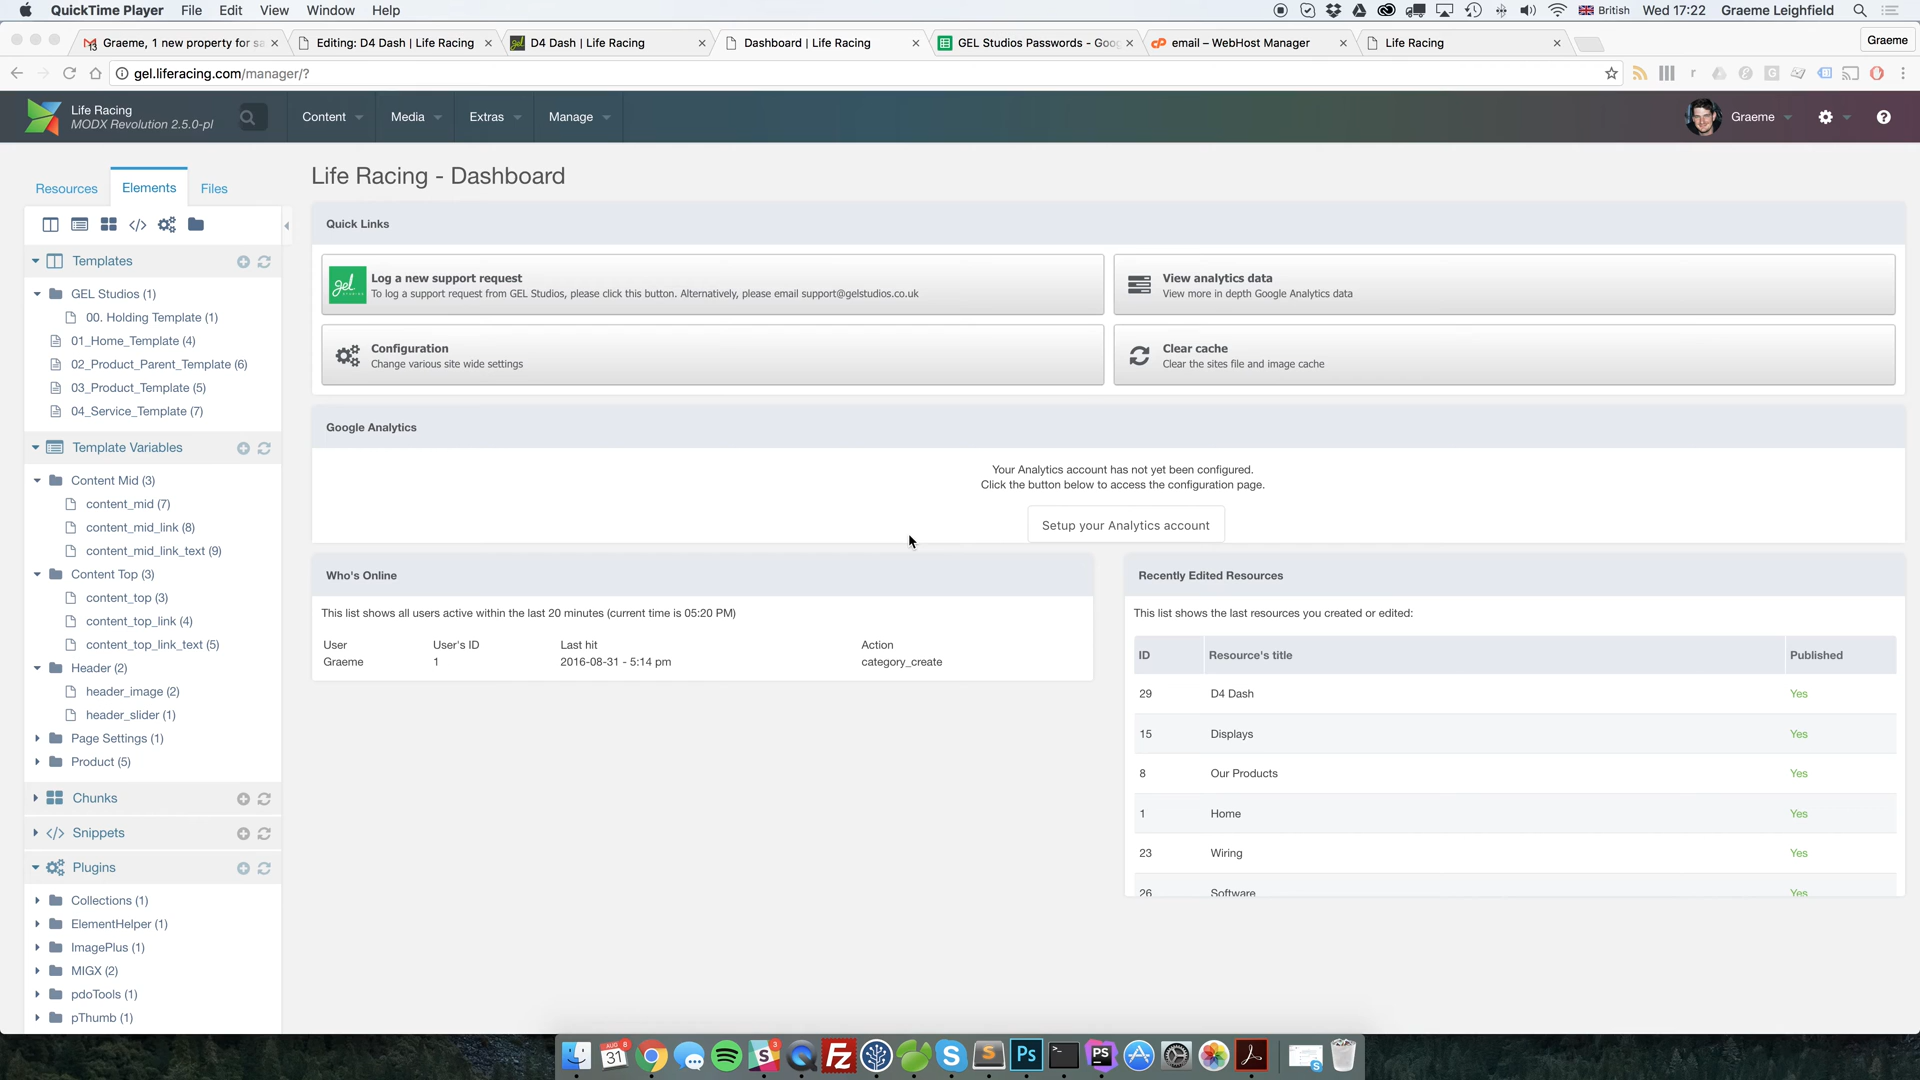 QuickTime Player File Edit View Window Help British Wed 17:22 Graeme Leighfield
Graeme, 1 new property for sa Editing: D4 Dash | Life Racing D4 Dash | Life Racing Dashboard | Life Racing GEL Studios Passwords - Goog email – WebHost Manager Life Racing Graeme
gel.liferacing.com/manager/?
Life Racing
MODX Revolution 2.5.0-pl
Content Media Extras Manage Graeme
Resources Elements Files
Life Racing - Dashboard
Quick Links
Log a new support request
To log a support request from GEL Studios, please click this button. Alternatively, please email support@gelstudios.co.uk
View analytics data
View more in depth Google Analytics data
Configuration
Change various site wide settings
Clear cache
Clear the sites file and image cache
Templates
GEL Studios (1)
00. Holding Template (1)
01_Home_Template (4)
02_Product_Parent_Template (6)
03_Product_Template (5)
04_Service_Template (7)
Template Variables
Content Mid (3)
content_mid (7)
content_mid_link (8)
content_mid_link_text (9)
Content Top (3)
content_top (3)
content_top_link (4)
content_top_link_text (5)
Header (2)
header_image (2)
header_slider (1)
Page Settings (1)
Product (5)
Chunks
Snippets
Plugins
Collections (1)
ElementHelper (1)
ImagePlus (1)
MIGX (2)
pdoTools (1)
pThumb (1)
Google Analytics
Your Analytics account has not yet been configured.
Click the button below to access the configuration page.
Setup your Analytics account
Who's Online
This list shows all users active within the last 20 minutes (current time is 05:20 PM)
User User's ID Last hit Action
Graeme 1 2016-08-31 - 5:14 pm category_create
Recently Edited Resources
This list shows the last resources you created or edited:
ID Resource's title Published
29 D4 Dash Yes
15 Displays Yes
8 Our Products Yes
1 Home Yes
23 Wiring Yes
26 Software Yes